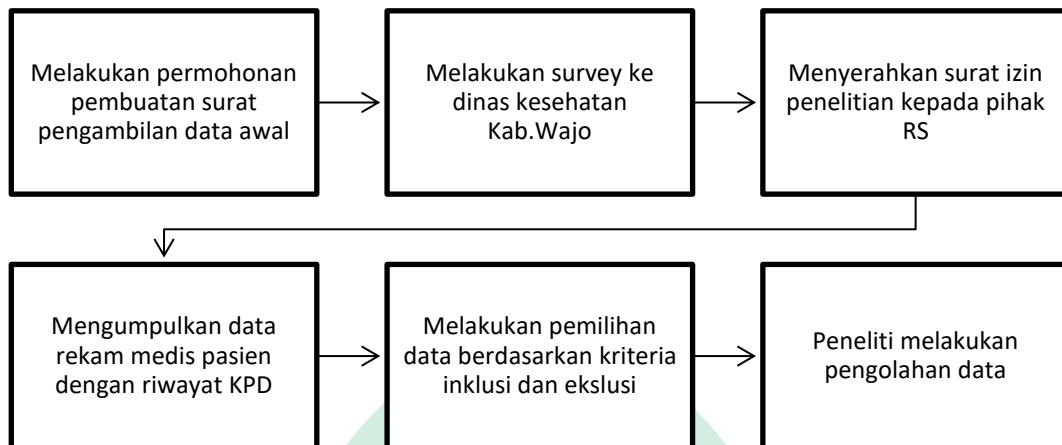 Melakukan permohonan
pembuatan surat
pengambilan data awal
Melakukan survey ke
dinas kesehatan
Kab.Wajo
Menyerahkan surat izin
penelitian kepada pihak
RS
Mengumpulkan data
rekam medis pasien
dengan riwayat KPD
Melakukan pemilihan
data berdasarkan kriteria
inklusi dan ekslusi
Peneliti melakukan
pengolahan data